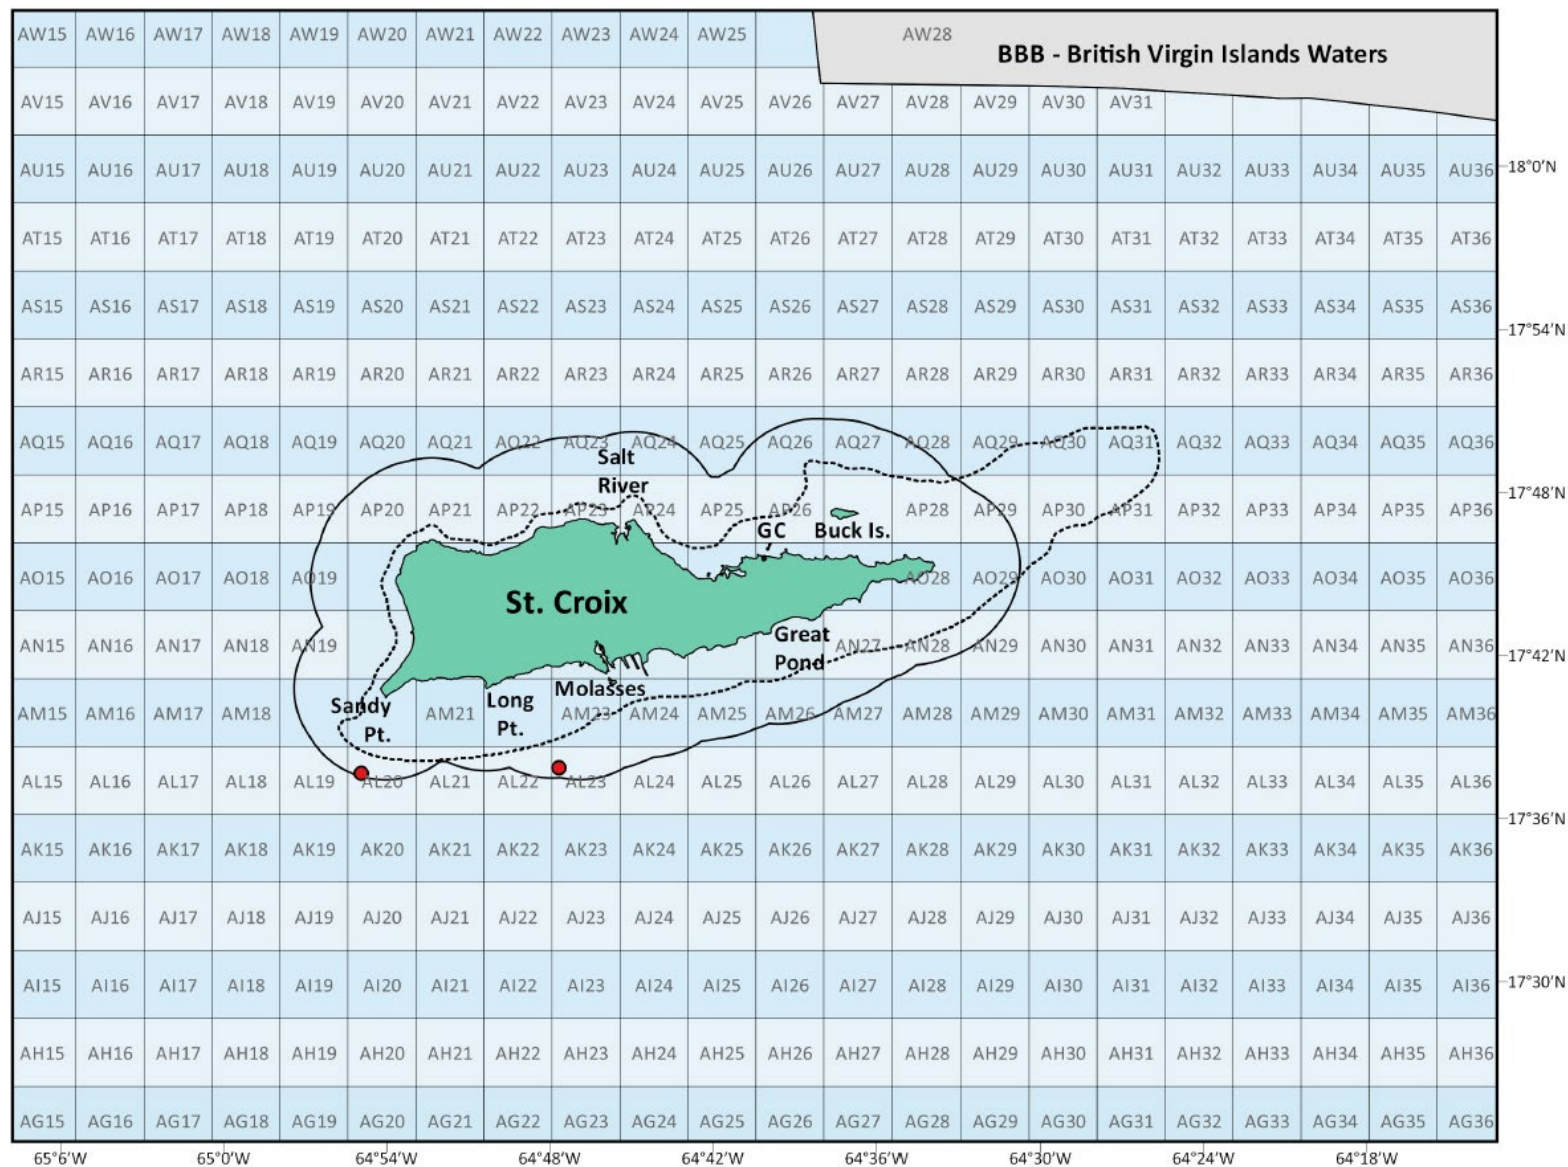 AW15 AW16 AW17 AW18 AW19 AW20 AW21 AW22 AW23 AW24 AW25 AW28
BBB - British Virgin Islands Waters
AV15 AV16 AV17 AV18 AV19 AV20 AV21 AV22 AV23 AV24 AV25 AV26 AV27 AV28 AV29 AV30 AV31
AU15 AU16 AU17 AU18 AU19 AU20 AU21 AU22 AU23 AU24 AU25 AU26 AU27 AU28 AU29 AU30 AU31 AU32 AU33 AU34 AU35 AU36 18°0'N
AT15 AT16 AT17 AT18 AT19 AT20 AT21 AT22 AT23 AT24 AT25 AT26 AT27 AT28 AT29 AT30 AT31 AT32 AT33 AT34 AT35 AT36
AS15 AS16 AS17 AS18 AS19 AS20 AS21 AS22 AS23 AS24 AS25 AS26 AS27 AS28 AS29 AS30 AS31 AS32 AS33 AS34 AS35 AS36
17°54'N
AR15 AR16 AR17 AR18 AR19 AR20 AR21 AR22 AR23 AR24 AR25 AR26 AR27 AR28 AR29 AR30 AR31 AR32 AR33 AR34 AR35 AR36
AQ15 AQ16 AQ17 AQ18 AQ19 AQ20 AQ21 AQ22 AQ23 AQ24 AQ25 AQ26 AQ27 AQ28 AQ29 AQ30 AQ31 AQ32 AQ33 AQ34 AQ35 AQ36
Salt
River
17°48'N
AP15 AP16 AP17 AP18 AP19 AP20 AP21 AP22 AP23 AP24 AP25 AP26 AP28 AP29 AP30 AP31 AP32 AP33 AP34 AP35 AP36
GC Buck Is.
AO15 AO16 AO17 AO18 AO19 AO28 AO29 AO30 AO31 AO32 AO33 AO34 AO35 AO36
St. Croix
Great
AN15 AN16 AN17 AN18 AN19 AN27 AN28 AN29 AN30 AN31 AN32 AN33 AN34 AN35 AN36
Pond 17°42'N
Molasses
Sandy Long
AM15 AM16 AM17 AM18 AM21 AM23 AM24 AM25 AM26 AM27 AM28 AM29 AM30 AM31 AM32 AM33 AM34 AM35 AM36
Pt. Pt.
AL15 AL16 AL17 AL18 AL19 AL20 AL21 AL22 AL23 AL24 AL25 AL26 AL27 AL28 AL29 AL30 AL31 AL32 AL33 AL34 AL35 AL36
17°36'N
AK15 AK16 AK17 AK18 AK19 AK20 AK21 AK22 AK23 AK24 AK25 AK26 AK27 AK28 AK29 AK30 AK31 AK32 AK33 AK34 AK35 AK36
AJ15 AJ16 AJ17 AJ18 AJ19 AJ20 AJ21 AJ22 AJ23 AJ24 AJ25 AJ26 AJ27 AJ28 AJ29 AJ30 AJ31 AJ32 AJ33 AJ34 AJ35 AJ36
AI15 AI16 AI17 AI18 AI19 AI20 AI21 AI22 AI23 AI24 AI25 AI26 AI27 AI28 AI29 AI30 AI31 AI32 AI33 AI34 AI35 AI36 17°30'N
AH15 AH16 AH17 AH18 AH19 AH20 AH21 AH22 AH23 AH24 AH25 AH26 AH27 AH28 AH29 AH30 AH31 AH32 AH33 AH34 AH35 AH36
AG15 AG16 AG17 AG18 AG19 AG20 AG21 AG22 AG23 AG24 AG25 AG26 AG27 AG28 AG29 AG30 AG31 AG32 AG33 AG34 AG35 AG36
65°6'W 65°0'W 64°54'W 64°48'W 64°42'W 64°36'W 64°30'W 64°24'W 64°18'W